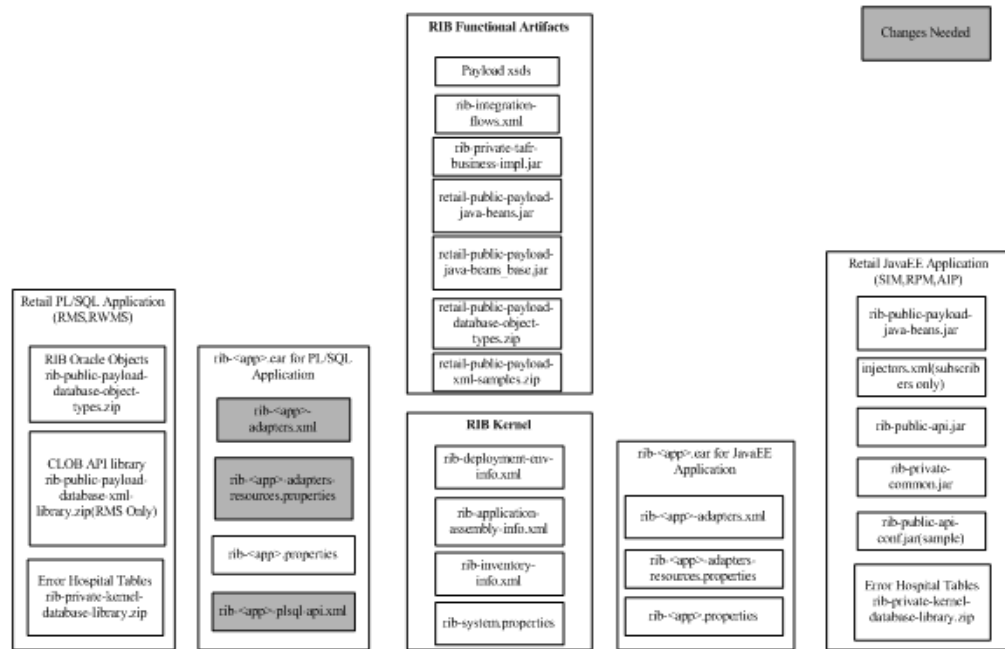 RIB Functional Artifacts
Payload xsds
rib-integration-
flows.xml
rib-private-tafr-
business-impl.jar
retail-public-payload-
java-beans.jar
retail-public-payload-
java-beans_base.jar
retail-public-payload-
database-object-
types.zip
retail-public-payload-
xml-samples.zip
Changes Needed
Retail PL/SQL Application
(RMS,RWMS)
RIB Oracle Objects
rib-public-payload-
database-object-
types.zip
CLOB API library
rib-public-payload-
database-xml-
library.zip(RMS Only)
Error Hospital Tables
rib-private-kernel-
database-library.zip
rib-<app>.ear for PL/SQL
Application
rib-<app>-
adapters.xml
rib-<app>-adapters-
resources.properties
rib-<app>.properties
rib-<app>-plsql-api.xml
RIB Kernel
rib-deployment-env-
info.xml
rib-application-
assembly-info.xml
rib-inventory-
info.xml
rib-system.properties
rib-<app>.ear for JavaEE
Application
rib-<app>-adapters.xml
rib-<app>-adapters-
resources.properties
rib-<app>.properties
Retail JavaEE Application
(SIM,RPM,AIP)
rib-public-payload-
java-beans.jar
injectors.xml(subscri
bers only)
rib-public-api.jar
rib-private-
common.jar
rib-public-api-
conf.jar(sample)
Error Hospital Tables
rib-private-kernel-
database-library.zip